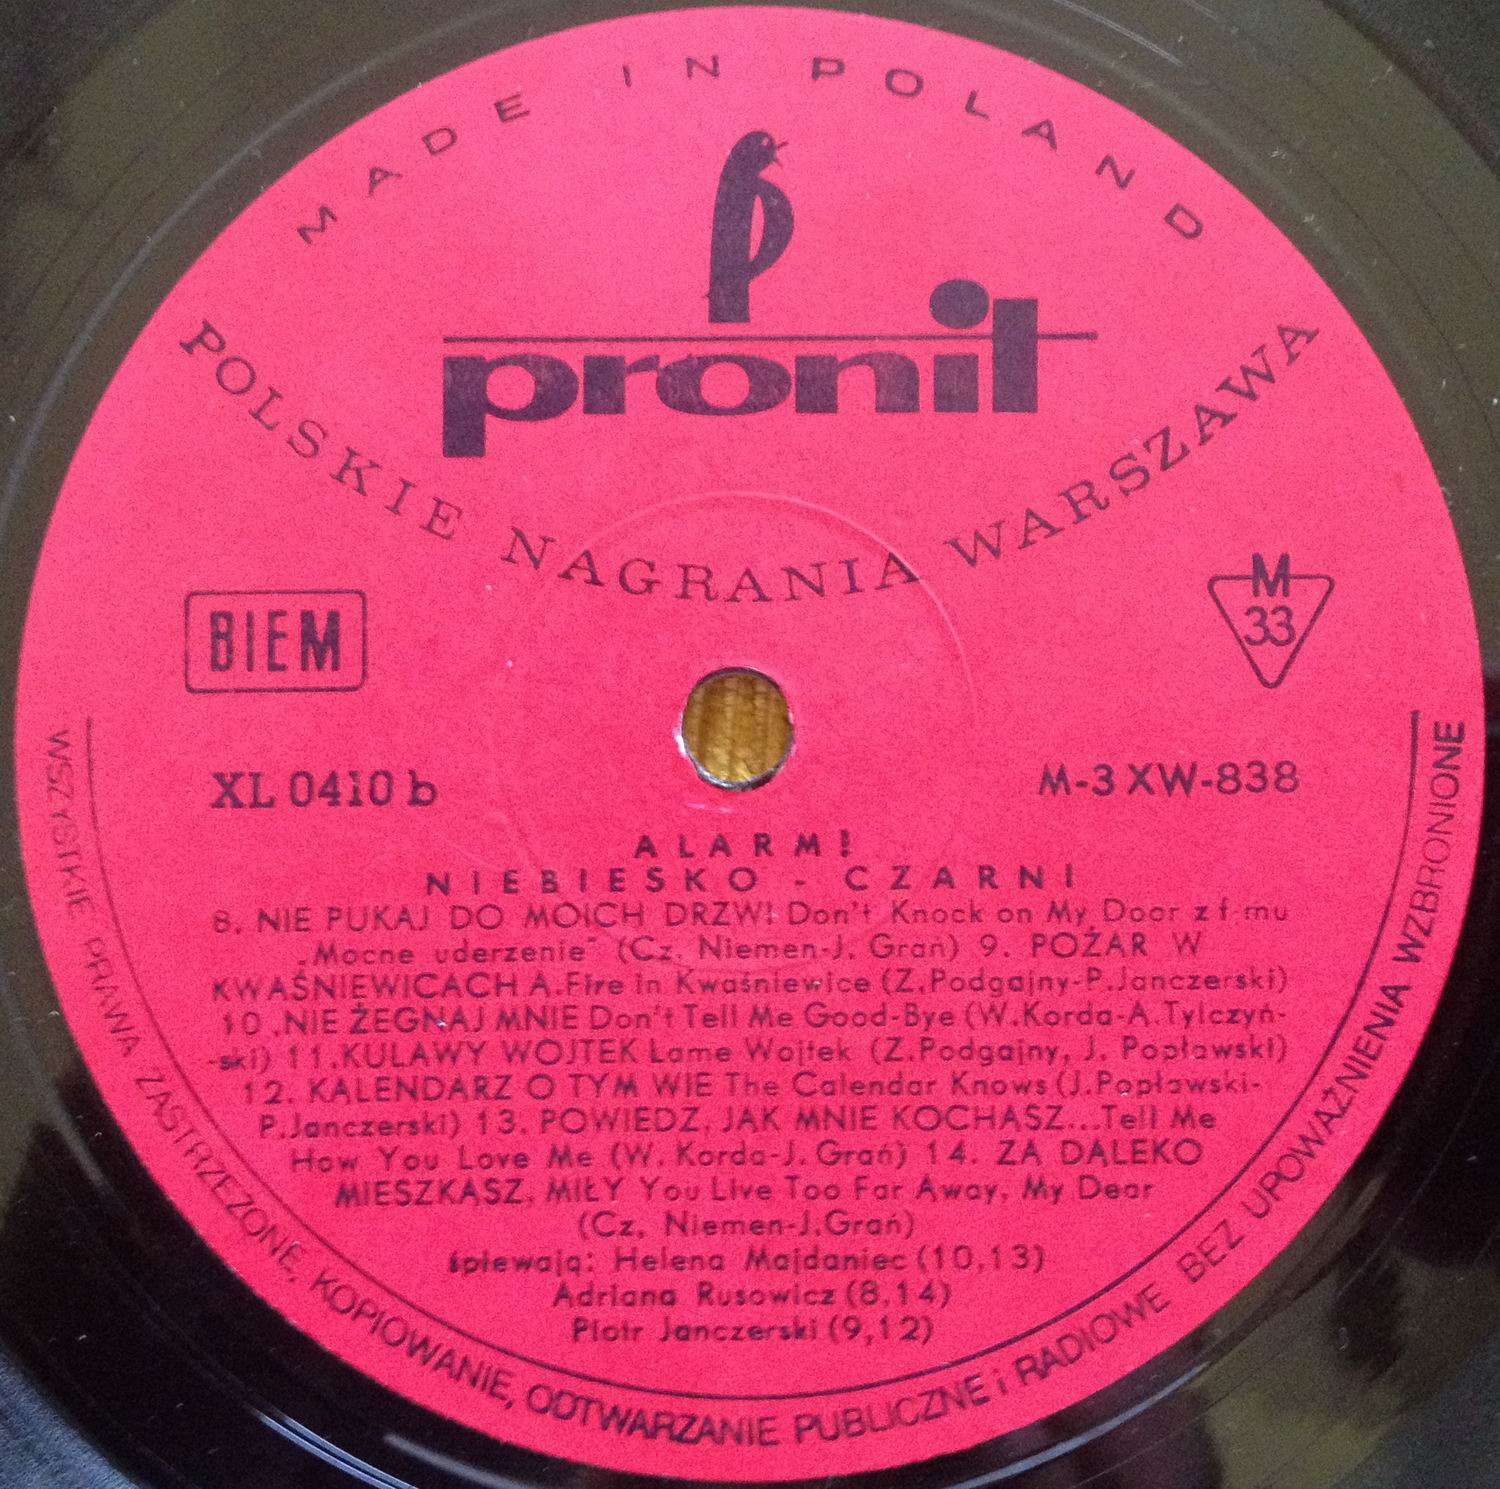 MADE IN POLAND
pronit
POLSKIE NAGRANIA WARSZAWA
BIEM
M
33
XL 0410 b
M-3 XW-838
ALARM!
NIEBIESKO - CZARNI
8. NIE PUKAJ DO MOICH DRZWI Don't Knock on My Door z f-mu
„Mocne uderzenie" (Cz. Niemen-J. Grań) 9. POŻAR W
KWAŚNIEWICACH A.Fire in Kwaśniewice (Z.Podgajny-P.Janczerski)
10.NIE ŻEGNAJ MNIE Don't Tell Me Good-Bye (W.Korda-A.Tylczyń-
-ski) 11.KULAWY WOJTEK Lame Wojtek (Z.Podgajny, J. Popławski)
12. KALENDARZ O TYM WIE The Calendar Knows (J.Popławski-
P.Janczerski) 13. POWIEDZ, JAK MNIE KOCHASZ...Tell Me
How You Love Me (W. Korda-J. Grań) 14. ZA DALEKO
MIESZKASZ, MIŁY You Live Too Far Away, My Dear
(Cz. Niemen-J.Grań)
śpiewają: Helena Majdaniec (10,13)
Adriana Rusowicz (8,14)
Piotr Janczerski (9,12)
WSZYSTKIE PRAWA ZASTRZEŻONE, KOPIOWANIE, ODTWARZANIE PUBLICZNE i RADIOWE BEZ UPOWAŻNIENIA WZBRONIONE